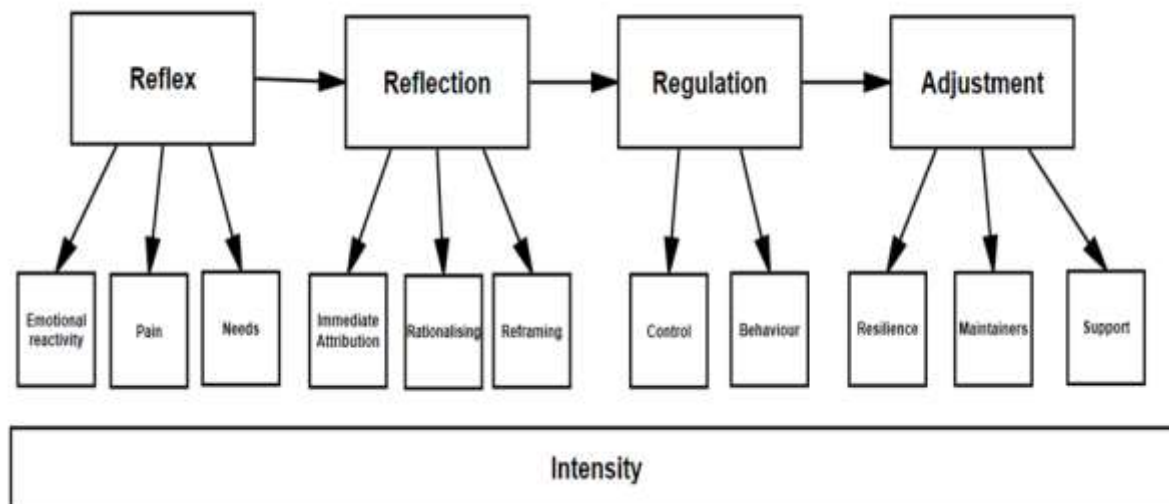 Reflex
Reflection
Regulation
Adjustment
Emotional
reactivity
Pain
Needs
Immediate
Attribution
Rationalising
Reframing
Control
Behaviour
Resilience
Maintainers
Support
Intensity